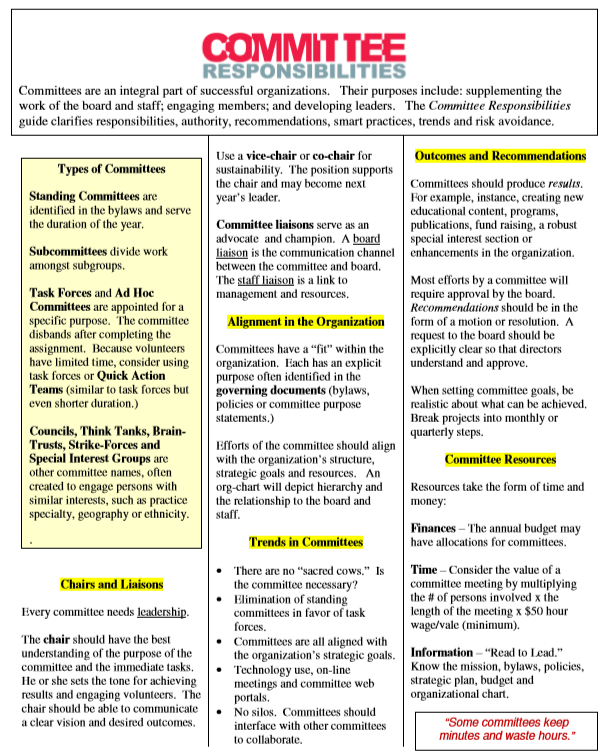 COMMITTEE
RESPONSIBILITIES
Committees are an integral part of successful organizations. Their purposes include: supplementing the
work of the board and staff; engaging members; and developing leaders. The Committee Responsibilities
guide clarifies responsibilities, authority, recommendations, smart practices, trends and risk avoidance.
Types of Committees
Standing Committees are
identified in the bylaws and serve
the duration of the year.
Subcommittees divide work
amongst subgroups.
Task Forces and Ad Hoc
Committees are appointed for a
specific purpose. The committee
disbands after completing the
assignment. Because volunteers
have limited time, consider using
task forces or Quick Action
Teams (similar to task forces but
even shorter duration.)
Councils, Think Tanks, Brain-
Trusts, Strike-Forces and
Special Interest Groups are
other committee names, often
created to engage persons with
similar interests, such as practice
specialty, geography or ethnicity.
.
Chairs and Liaisons
Every committee needs leadership.
The chair should have the best
understanding of the purpose of the
committee and the immediate tasks.
He or she sets the tone for achieving
results and engaging volunteers. The
chair should be able to communicate
a clear vision and desired outcomes.
Use a vice-chair or co-chair for
sustainability. The position supports
the chair and may become next
year's leader.
Committee liaisons serve as an
advocate and champion. A board
liaison is the communication channel
between the committee and board.
The staff liaison is a link to
management and resources.
Alignment in the Organization
Committees have a “fit” within the
organization. Each has an explicit
purpose often identified in the
governing documents (bylaws,
policies or committee purpose
statements.)
Efforts of the committee should align
with the organization's structure,
strategic goals and resources. An
org-chart will depict hierarchy and
the relationship to the board and
staff.
Trends in Committees
• There are no “sacred cows.” Is
the committee necessary?
• Elimination of standing
committees in favor of task
forces.
• Committees are all aligned with
the organization's strategic goals.
• Technology use, on-line
meetings and committee web
portals.
• No silos. Committees should
interface with other committees
to collaborate.
Outcomes and Recommendations
Committees should produce results.
For example, instance, creating new
educational content, programs,
publications, fund raising, a robust
special interest section or
enhancements in the organization.
Most efforts by a committee will
require approval by the board.
Recommendations should be in the
form of a motion or resolution. A
request to the board should be
explicitly clear so that directors
understand and approve.
When setting committee goals, be
realistic about what can be achieved.
Break projects into monthly or
quarterly steps.
Committee Resources
Resources take the form of time and
money:
Finances – The annual budget may
have allocations for committees.
Time – Consider the value of a
committee meeting by multiplying
the # of persons involved x the
length of the meeting x $50 hour
wage/vale (minimum).
Information – “Read to Lead.”
Know the mission, bylaws, policies,
strategic plan, budget and
organizational chart.
“Some committees keep
minutes and waste hours.”